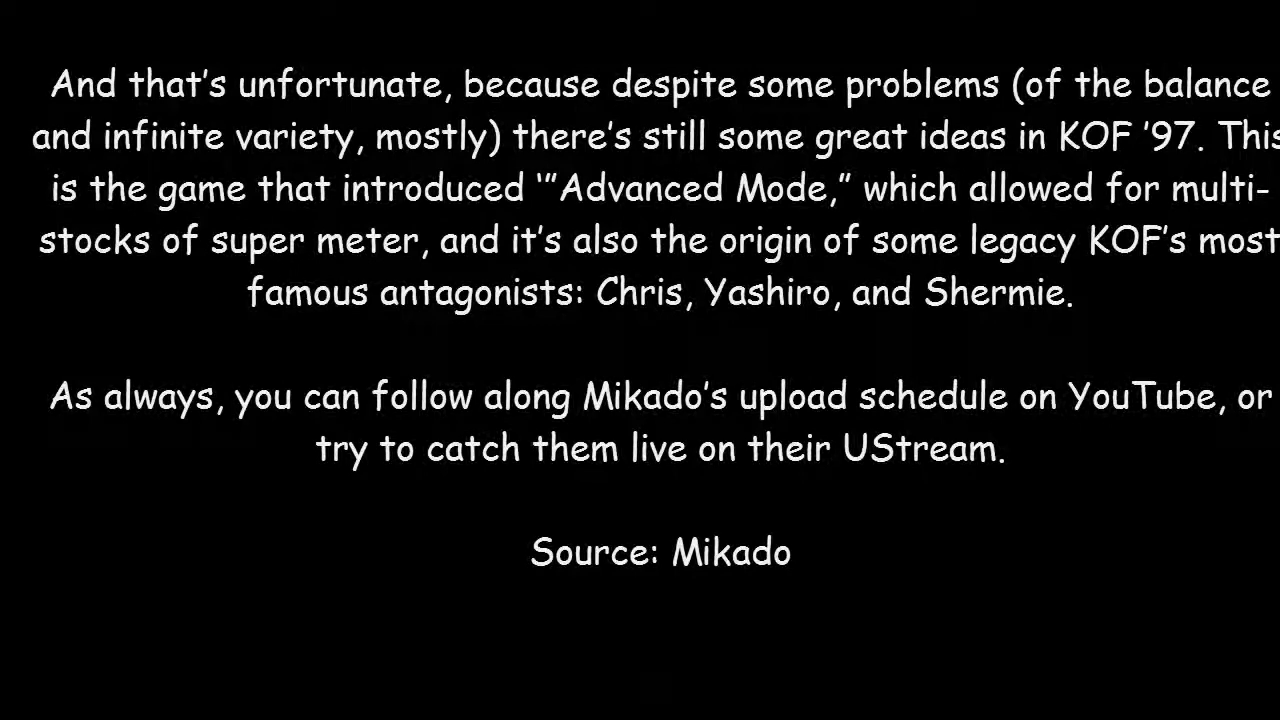 And that's unfortunate, because despite some problems (of the balance
and infinite variety, mostly) there's still some great ideas in KOF ’97. This
is the game that introduced ‘”Advanced Mode,” which allowed for multi-
stocks of super meter, and it’s also the origin of some legacy KOF’s most
famous antagonists: Chris, Yashiro, and Shermie.
As always, you can follow along Mikado’s upload schedule on YouTube, or
try to catch them live on their UStream.
Source: Mikado